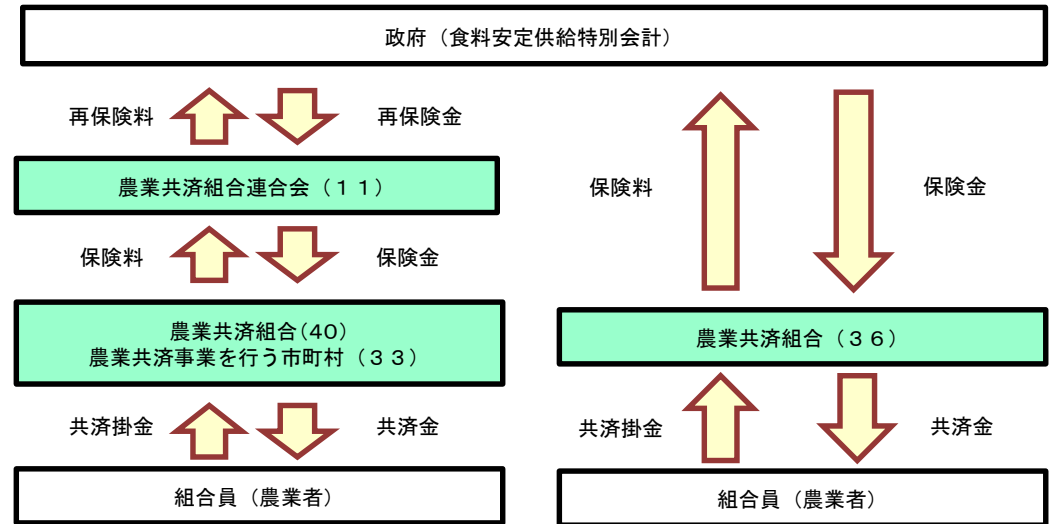 政府（食料安定供給特別会計）
再保険料
再保険金
農業共済組合連合会（１１）
保険料
保険金
農業共済組合(40)
農業共済事業を行う市町村（３３）
共済掛金
共済金
組合員（農業者）
保険料
保険金
農業共済組合（３６）
共済掛金
共済金
組合員（農業者）